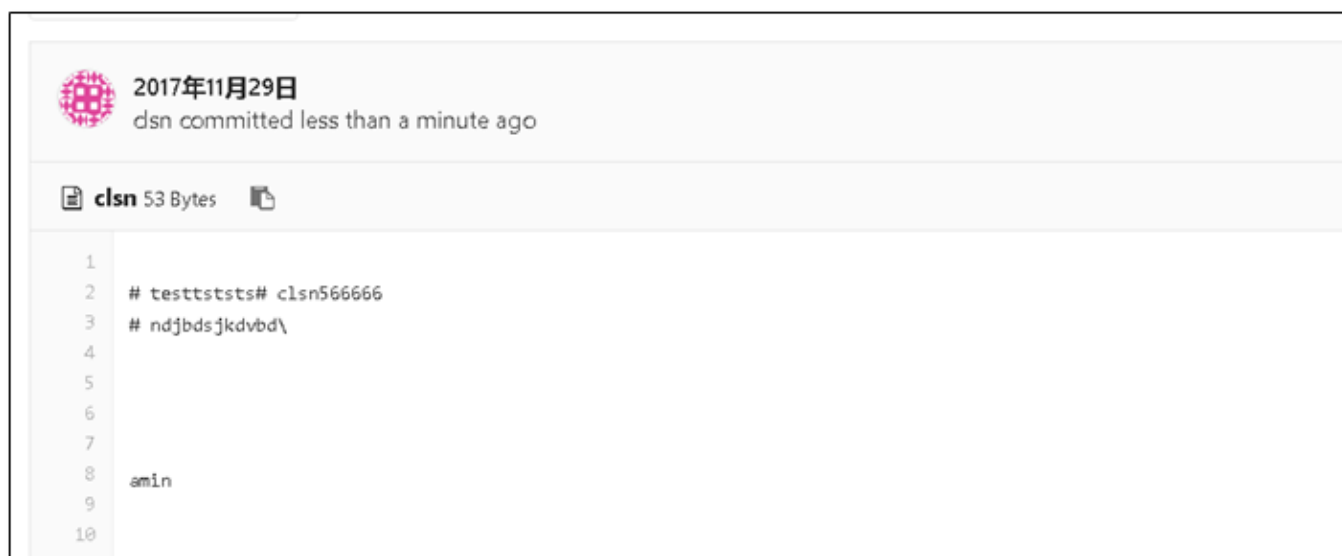 2017年11月29日
clsn committed less than a minute ago
clsn 53 Bytes
1
2 # testtststs# clsn566666
3 # ndjbdsjkdvbd\
4
5
6
7
8 amin
9
10